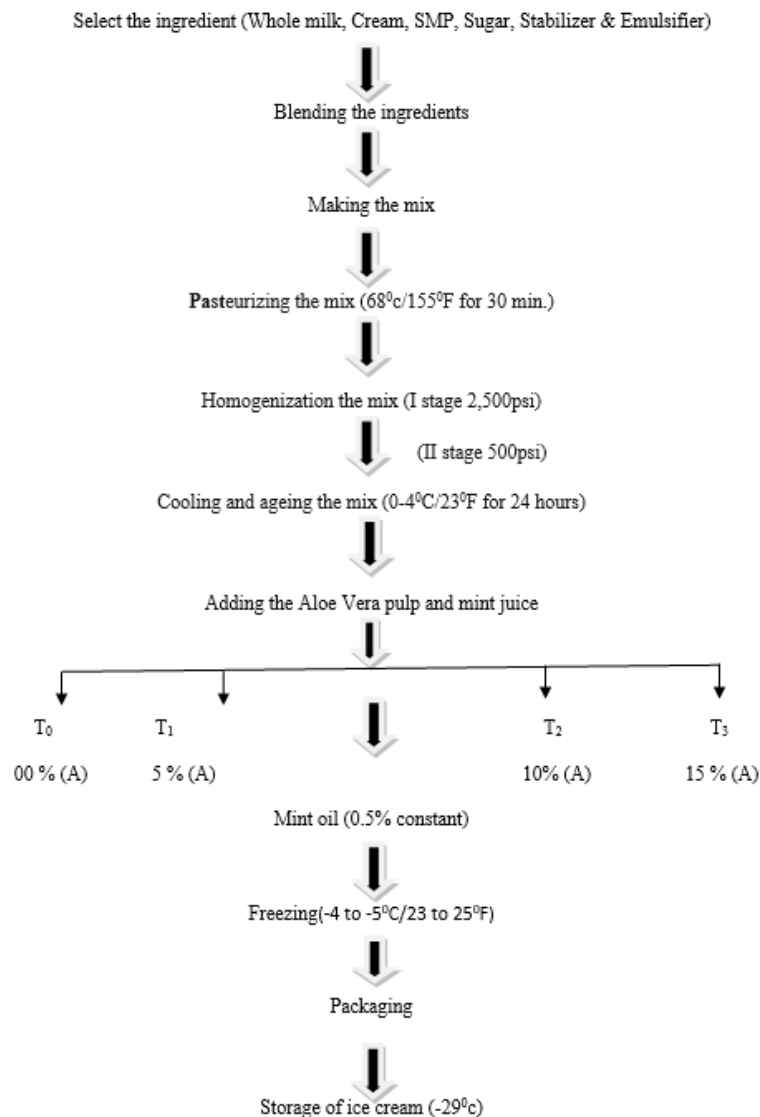 Select the ingredient (Whole milk, Cream, SMP, Sugar, Stabilizer & Emulsifier)
Blending the ingredients
Making the mix
Pasteurizing the mix (68⁰c/155⁰F for 30 min.)
Homogenization the mix (I stage 2,500psi)
(II stage 500psi)
Cooling and ageing the mix (0-4⁰C/23⁰F for 24 hours)
Adding the Aloe Vera pulp and mint juice
T₀ T₁ T₂ T₃
00 % (A) 5 % (A) 10% (A) 15 % (A)
Mint oil (0.5% constant)
Freezing(-4 to -5⁰C/23 to 25⁰F)
Packaging
Storage of ice cream (-29⁰c)